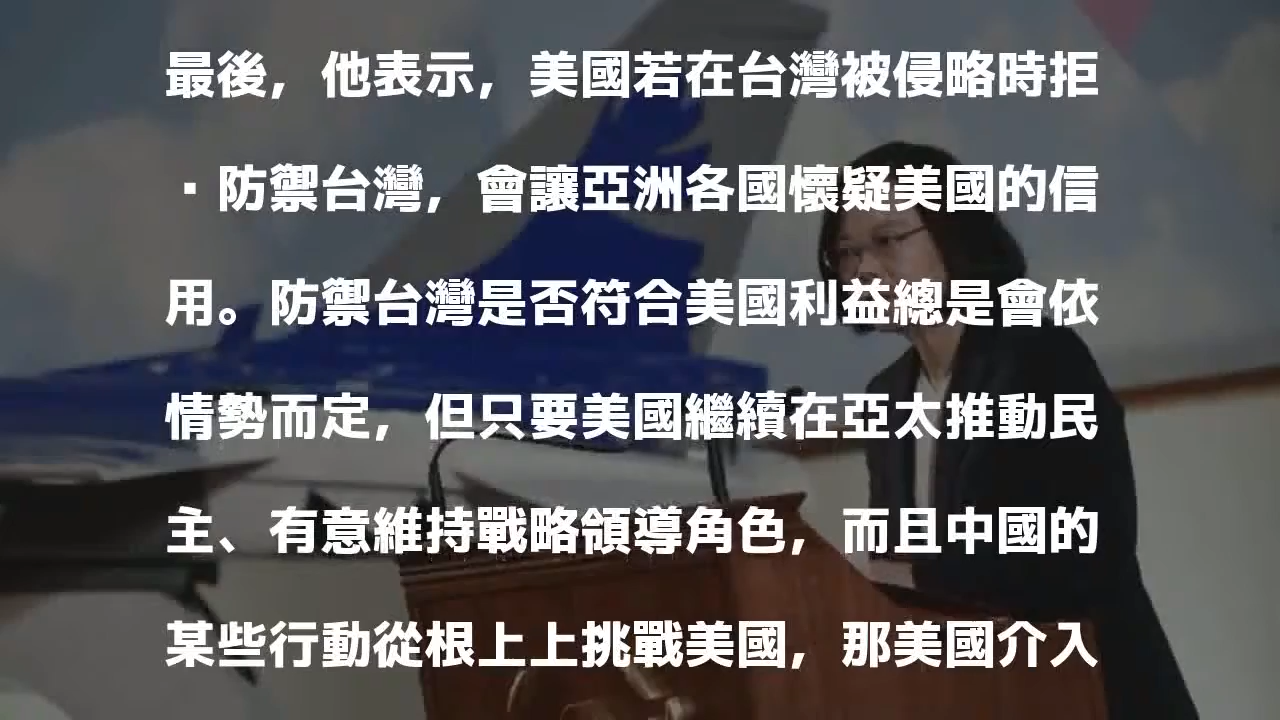 最後，他表示，美國若在台灣被侵略時拒
·防禦台灣，會讓亞洲各國懷疑美國的信
用。防禦台灣是否符合美國利益總是會依
情勢而定，但只要美國繼續在亞太推動民
主、有意維持戰略領導角色，而且中國的
某些行動從根上上挑戰美國，那美國介入